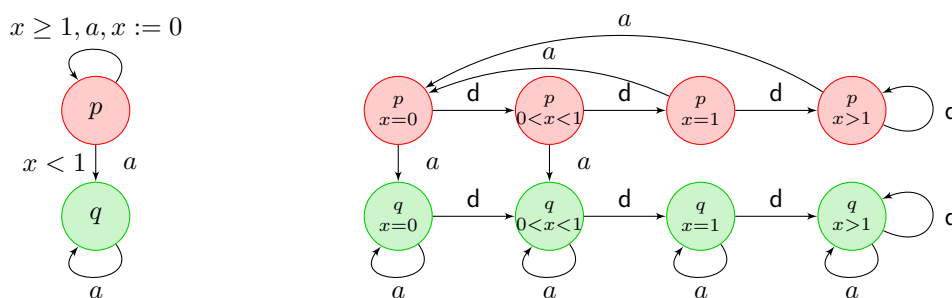 x ≥ 1, a, x := 0
p
x < 1 a
q
a
a
a
p
x=0
d
p
0<x<1
d
p
x=1
d
p
x>1
d
a
a
q
x=0
d
q
0<x<1
d
q
x=1
d
q
x>1
d
a
a
a
a